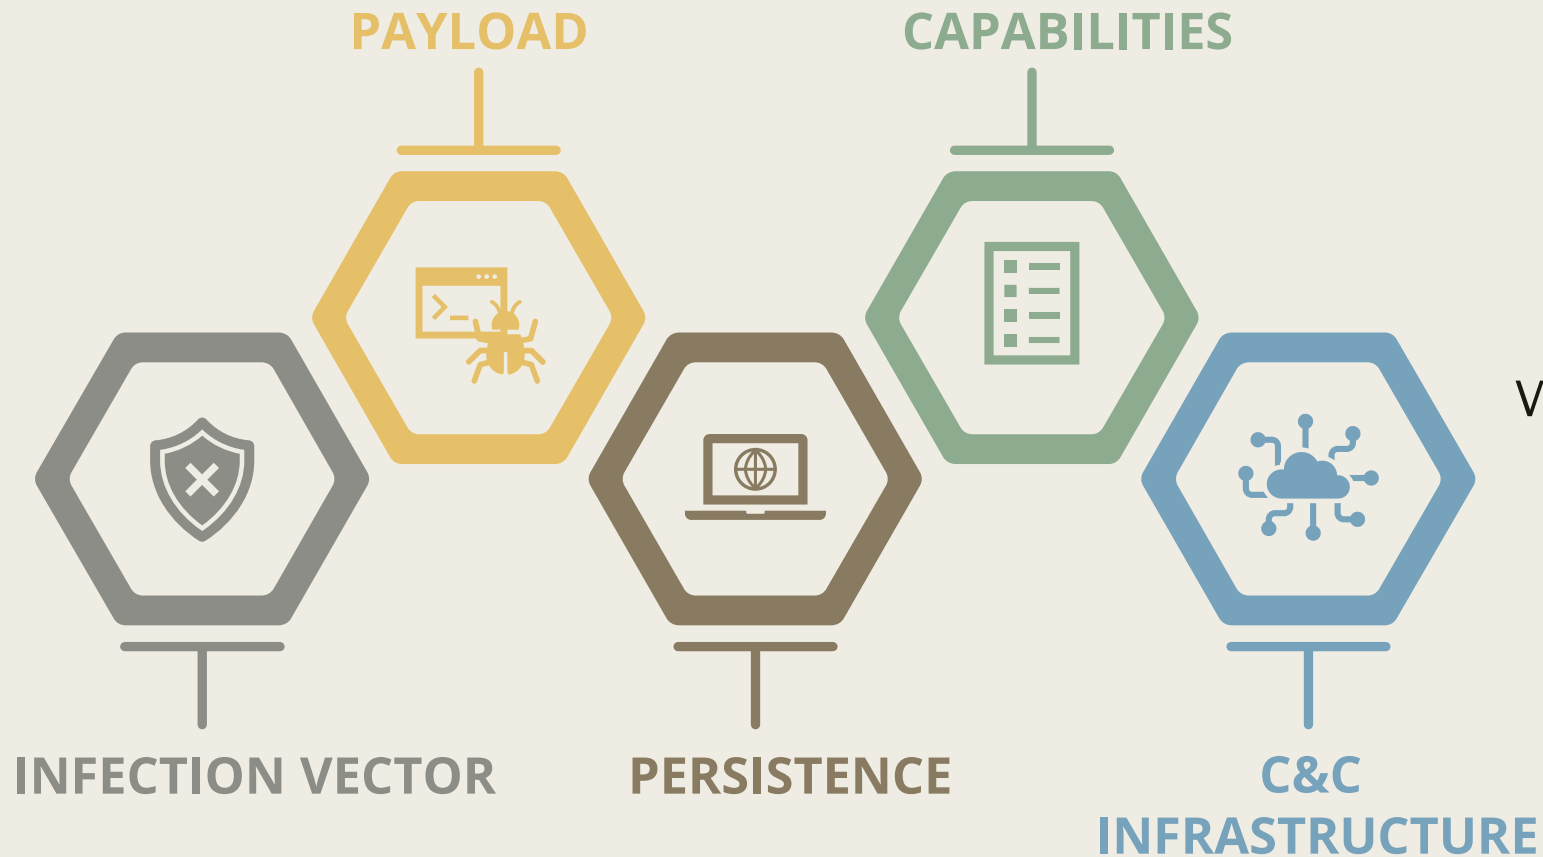 PAYLOAD
CAPABILITIES
V
INFECTION VECTOR
PERSISTENCE
C&C
INFRASTRUCTURE